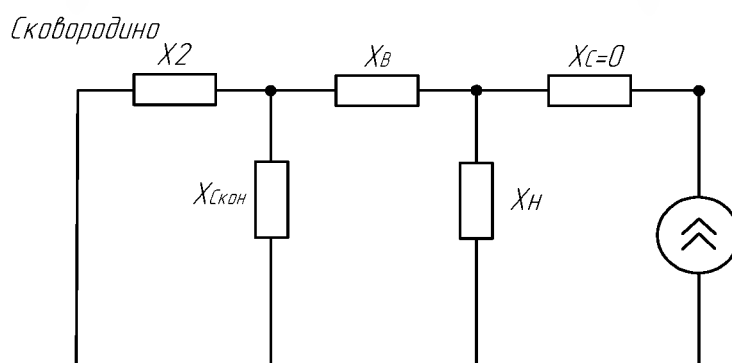 Сковородино
X2
XВ
XС=0
XСкон
XН